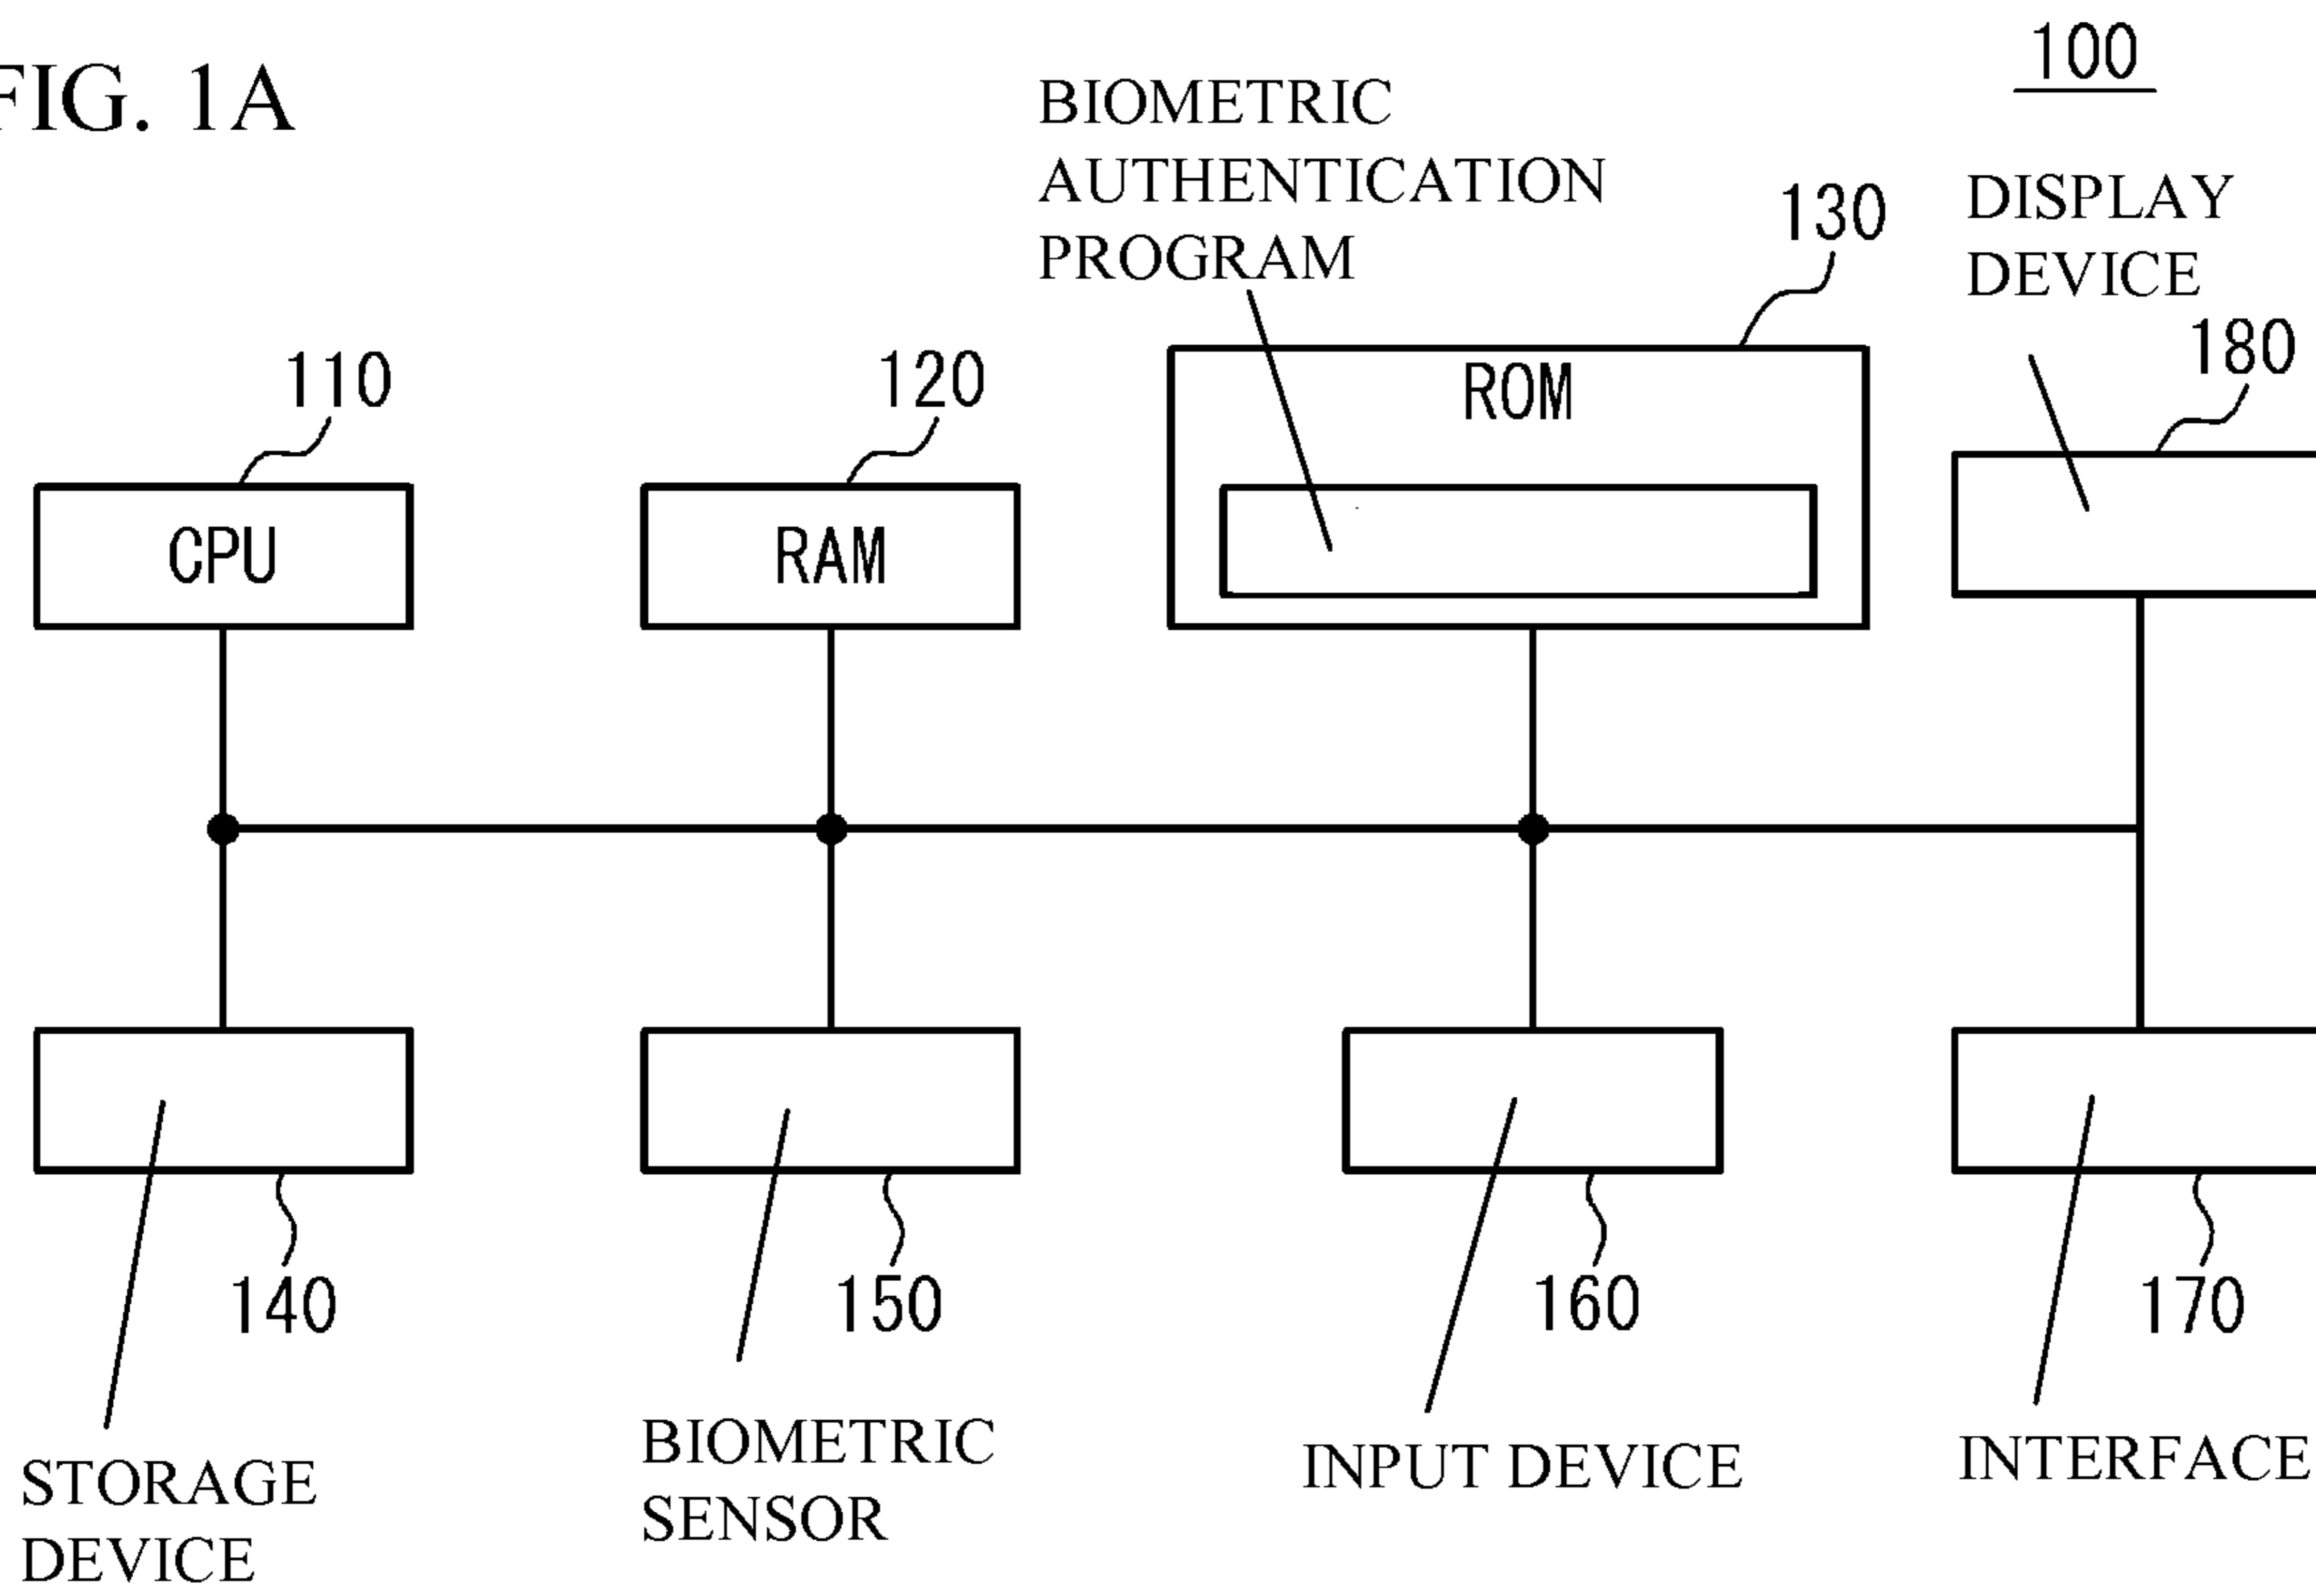 FIG. 1A
100
BIOMETRIC
AUTHENTICATION
PROGRAM
130
DISPLAY
DEVICE
180
110
120
ROM
CPU
RAM
140
150
160
170
STORAGE
DEVICE
BIOMETRIC
SENSOR
INPUT DEVICE
INTERFACE